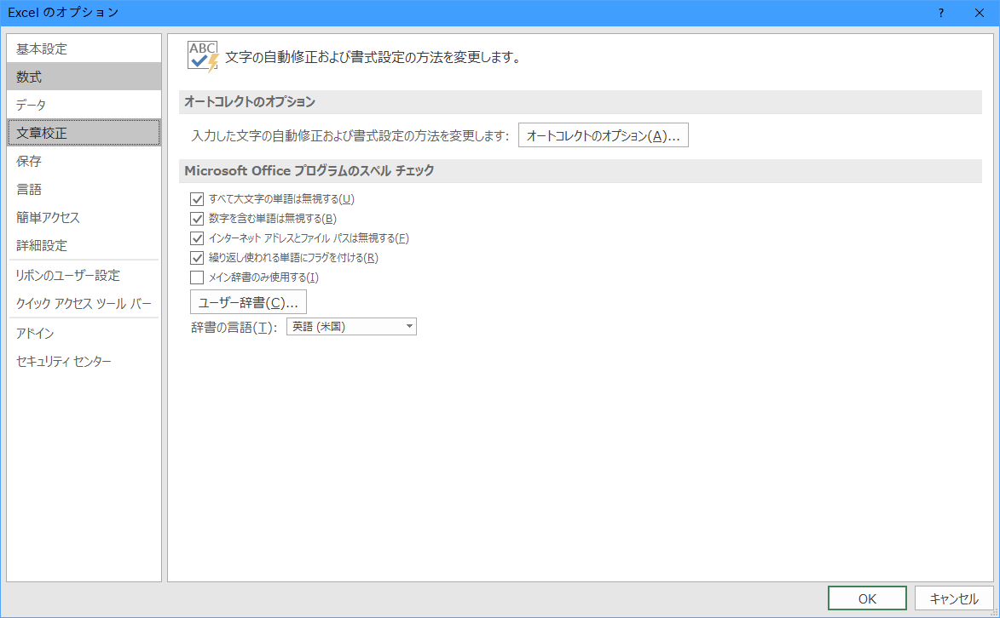 Excel のオプション
?
基本設定
数式
データ
文章校正
保存
言語
簡単アクセス
詳細設定
リボンのユーザー設定
クイック アクセス ツール バー
アドイン
セキュリティ センター
ABC
文字の自動修正および書式設定の方法を変更します。
オートコレクトのオプション
入力した文字の自動修正および書式設定の方法を変更します: オートコレクトのオプション(A)...
Microsoft Office プログラムのスペル チェック
すべて大文字の単語は無視する(U)
数字を含む単語は無視する(B)
インターネット アドレスとファイル パスは無視する(F)
繰り返し使われる単語にフラグを付ける(R)
メイン辞書のみ使用する(I)
ユーザー辞書(C)...
辞書の言語(T): 英語 (米国)
OK キャンセル